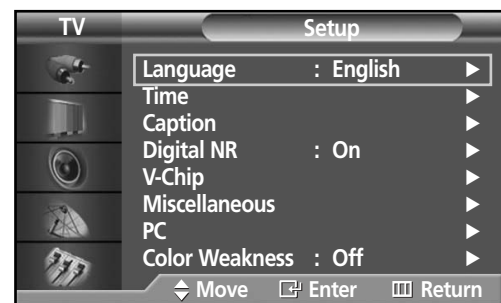 TV Setup
Language : English
Time
Caption
Digital NR : On
V-Chip
Miscellaneous
PC
Color Weakness : Off
Move Enter Return